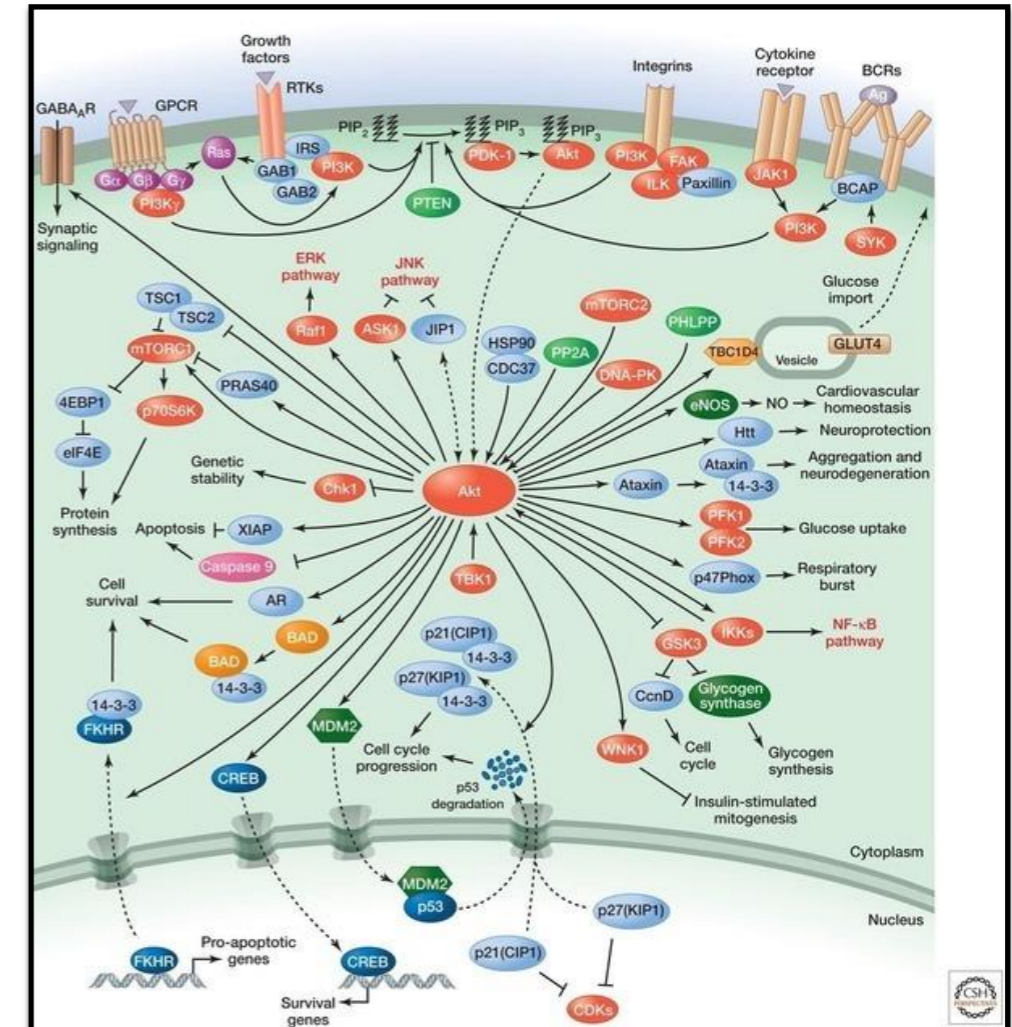 Growth
factors
RTKs
GABA_AR
GPCR
Ras
Gα
Gβ
Gγ
PI3Kγ
IRS
GAB1
GAB2
PI3K
PIP2
PIP3
PIP3
PDK-1
Akt
PTEN
Integrins
PI3K
FAK
ILK
Paxillin
Cytokine
receptor
JAK1
PI3K
BCRs
Ag
BCAP
SYK
Synaptic
signaling
ERK
pathway
JNK
pathway
Raf1
ASK1
JIP1
TSC1
TSC2
mTORC1
PRAS40
4EBP1
p70S6K
eIF4E
Protein
synthesis
HSP90
CDC37
PP2A
mTORC2
DNA-PK
PHLPP
Glucose
import
TBC1D4
Vesicle
GLUT4
eNOS
NO
Cardiovascular
homeostasis
Htt
Neuroprotection
Ataxin
Ataxin
14-3-3
Aggregation and
neurodegeneration
PFK1
PFK2
Glucose uptake
p47Phox
Respiratory
burst
Genetic
stability
Chk1
Akt
Apoptosis
XIAP
Caspase 9
Cell
survival
AR
BAD
BAD
14-3-3
14-3-3
FKHR
TBK1
p21(CIP1)
14-3-3
p27(KIP1)
14-3-3
GSK3
IKKs
NF-κB
pathway
CcnD
Glycogen
synthase
Cell
cycle
Glycogen
synthesis
MDM2
Cell cycle
progression
CREB
p53
degradation
WNK1
Insulin-stimulated
mitogenesis
Cytoplasm
Nucleus
MDM2
p53
p27(KIP1)
p21(CIP1)
CDKs
FKHR
Pro-apoptotic
genes
CREB
Survival
genes
CSH
PERSPECTIVES